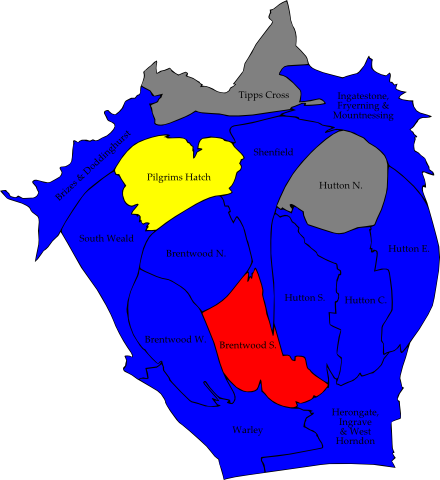 Tipps Cross
Ingatestone,
Fryerning &
Mountnessing
Brizes & Doddinghurst
Shenfield
Pilgrims Hatch
Hutton N.
South Weald
Brentwood N.
Hutton E.
Hutton S.
Hutton C.
Brentwood W.
Brentwood S.
Warley
Herongate,
Ingrave
& West
Horndon